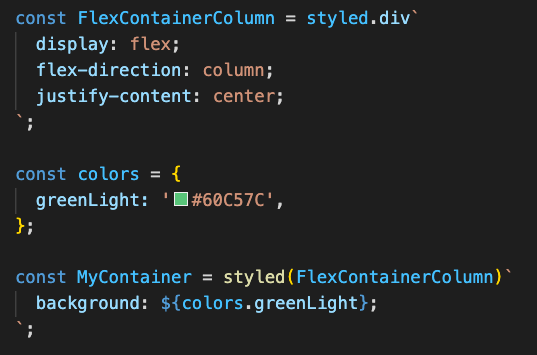 const FlexContainerColumn = styled.div`
  display: flex;
  flex-direction: column;
  justify-content: center;
`;

const colors = {
  greenLight: '#60C57C',
};

const MyContainer = styled(FlexContainerColumn)`
  background: ${colors.greenLight};
`;